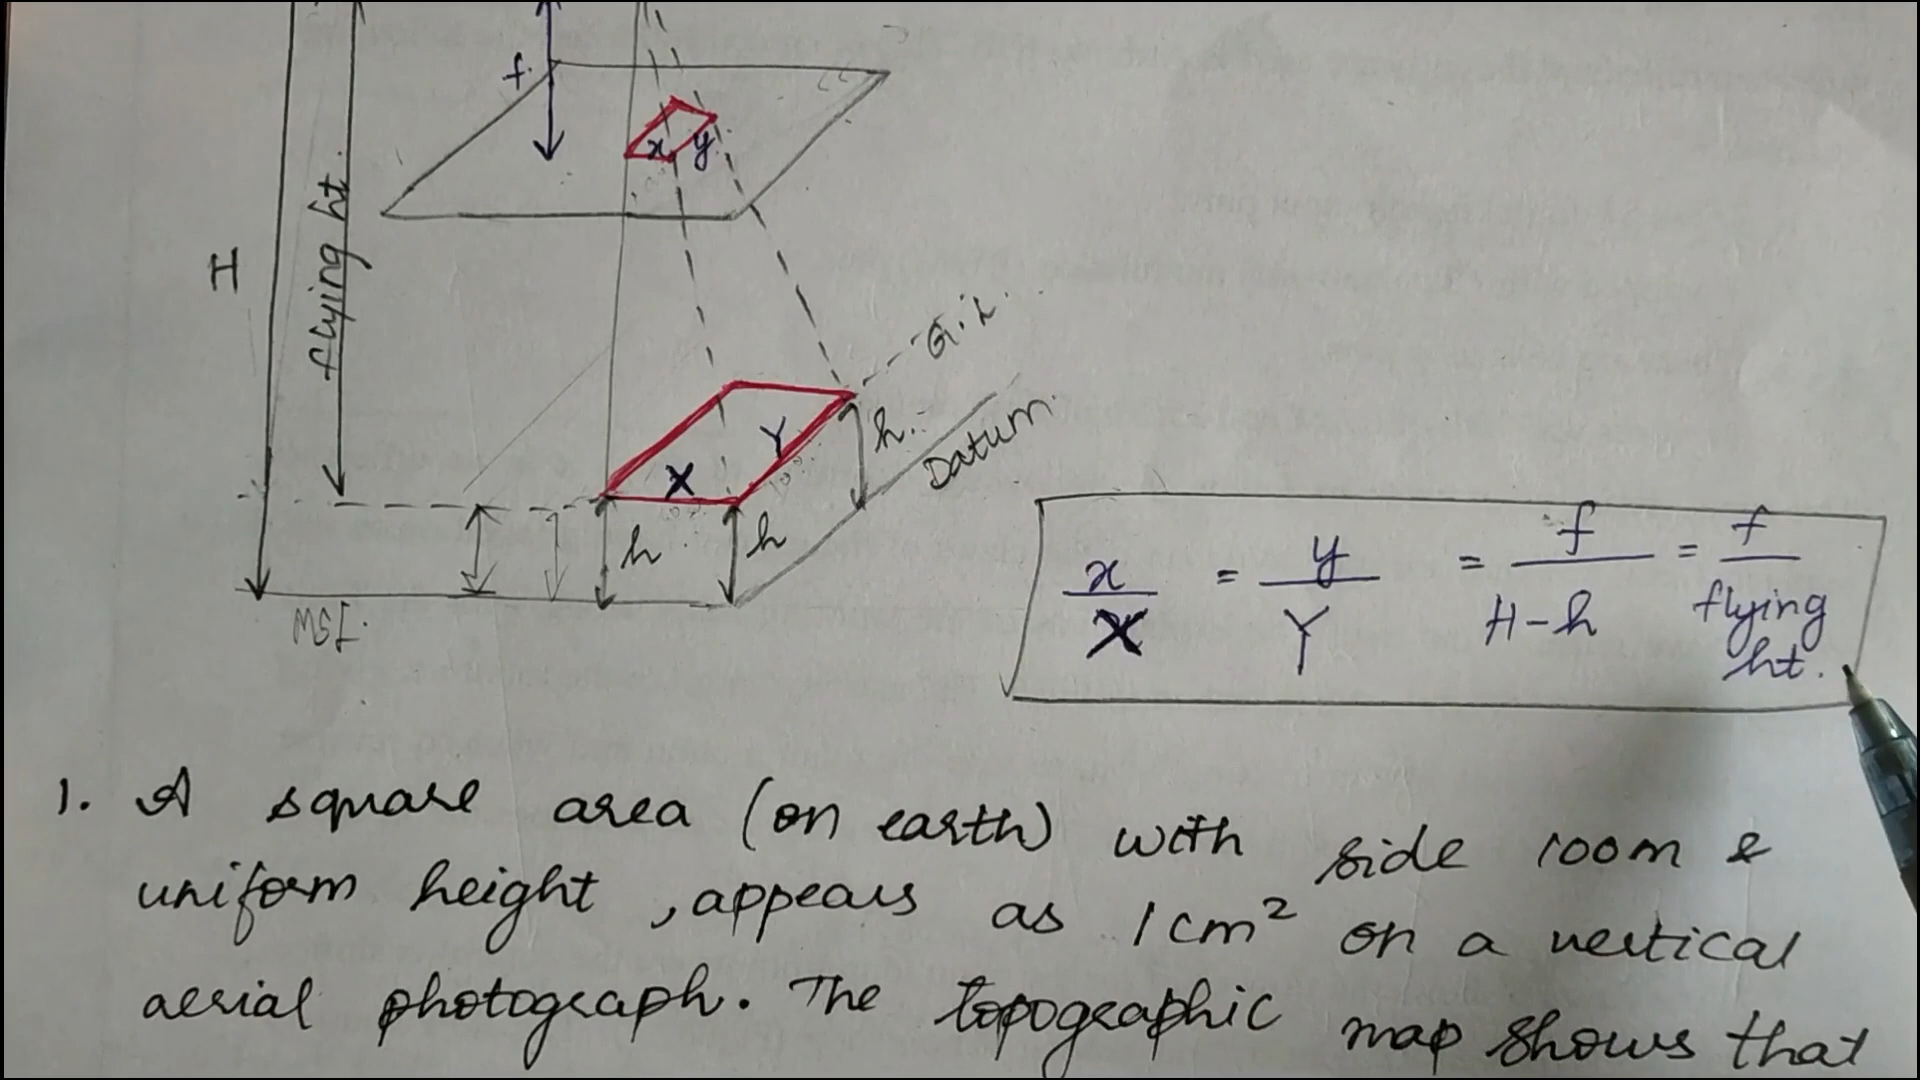 f.
x y
H
flying ht.
G.L.
X Y
h.
Datum.
h
h
MSL.
x/X = y/Y = f/H-h = f/flying ht.
1. A square area (on earth) with side 100m &
uniform height, appears as 1cm² on a vertical
aerial photograph. The topographic map shows that